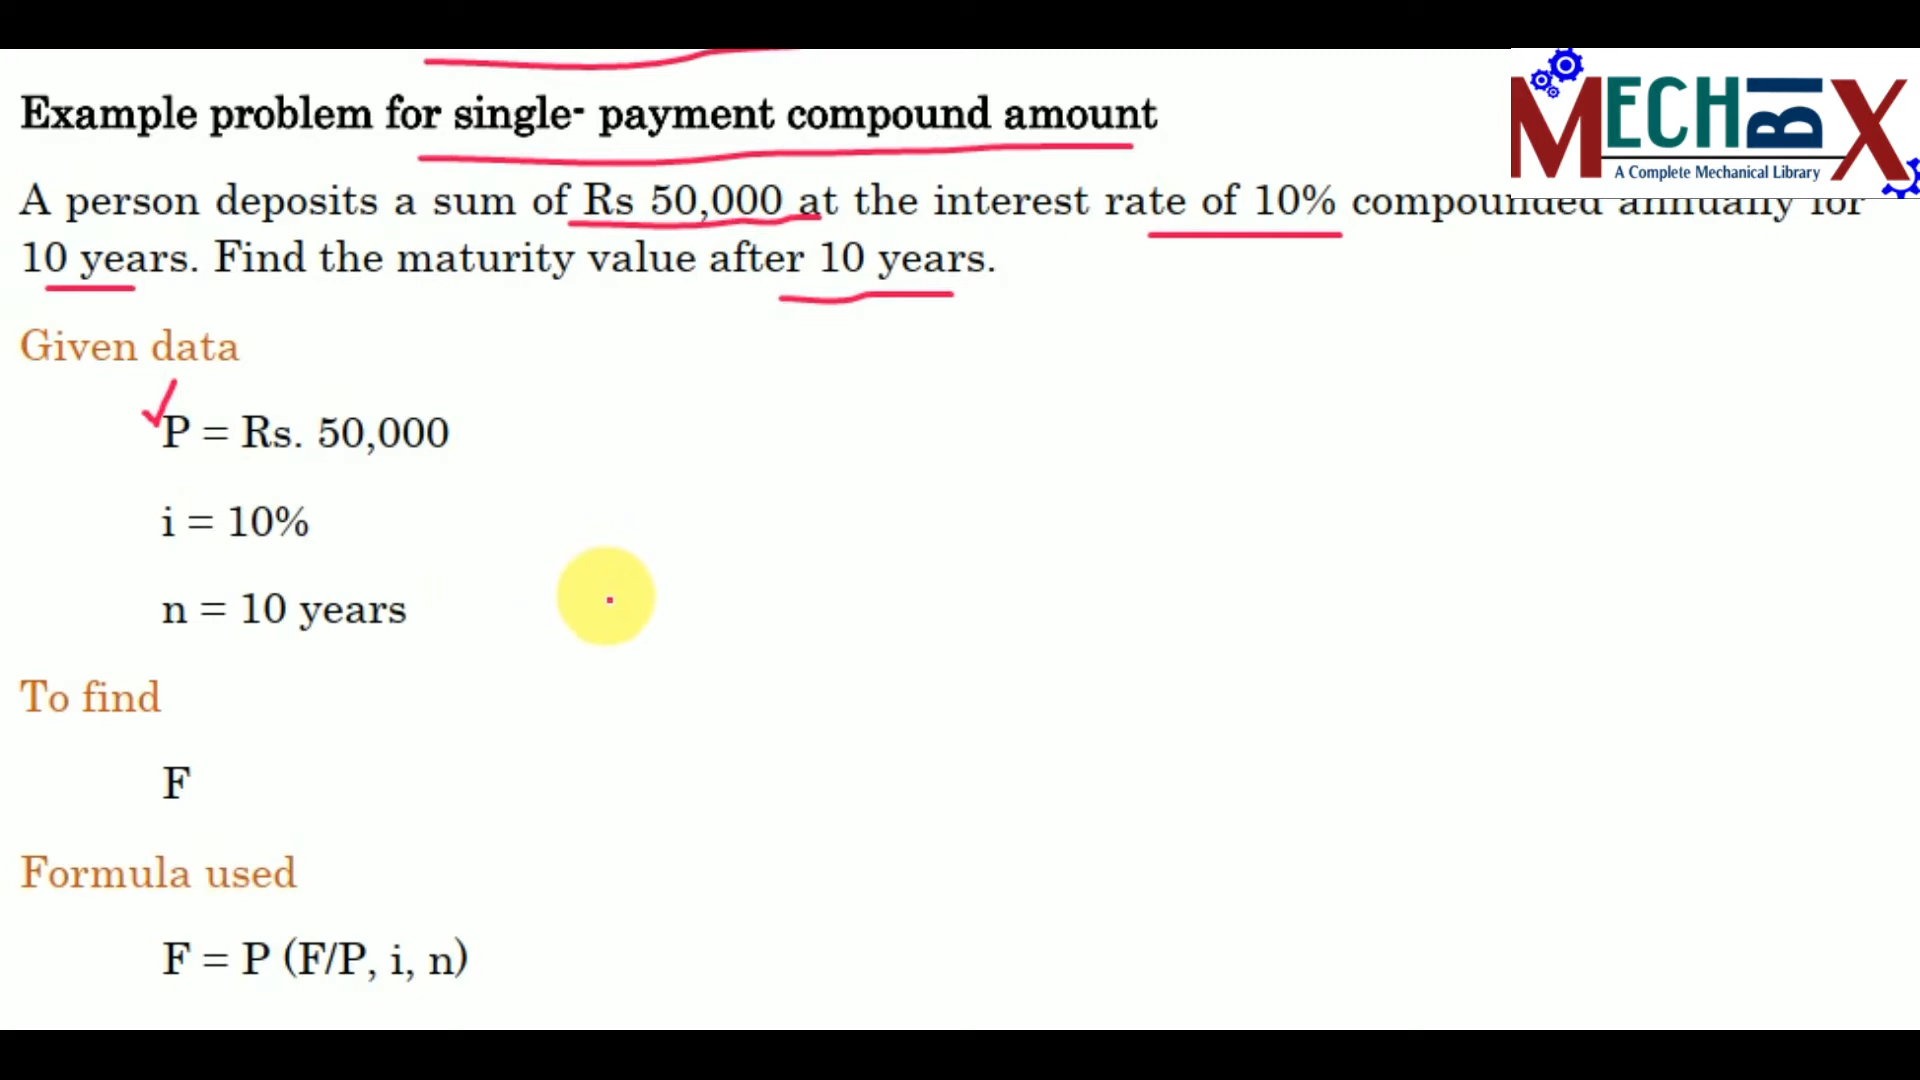 Example problem for single- payment compound amount
MECHBIX
A Complete Mechanical Library
A person deposits a sum of Rs 50,000 at the interest rate of 10% compounded annually for
10 years. Find the maturity value after 10 years.
Given data
P = Rs. 50,000
i = 10%
n = 10 years
To find
F
Formula used
F = P (F/P, i, n)